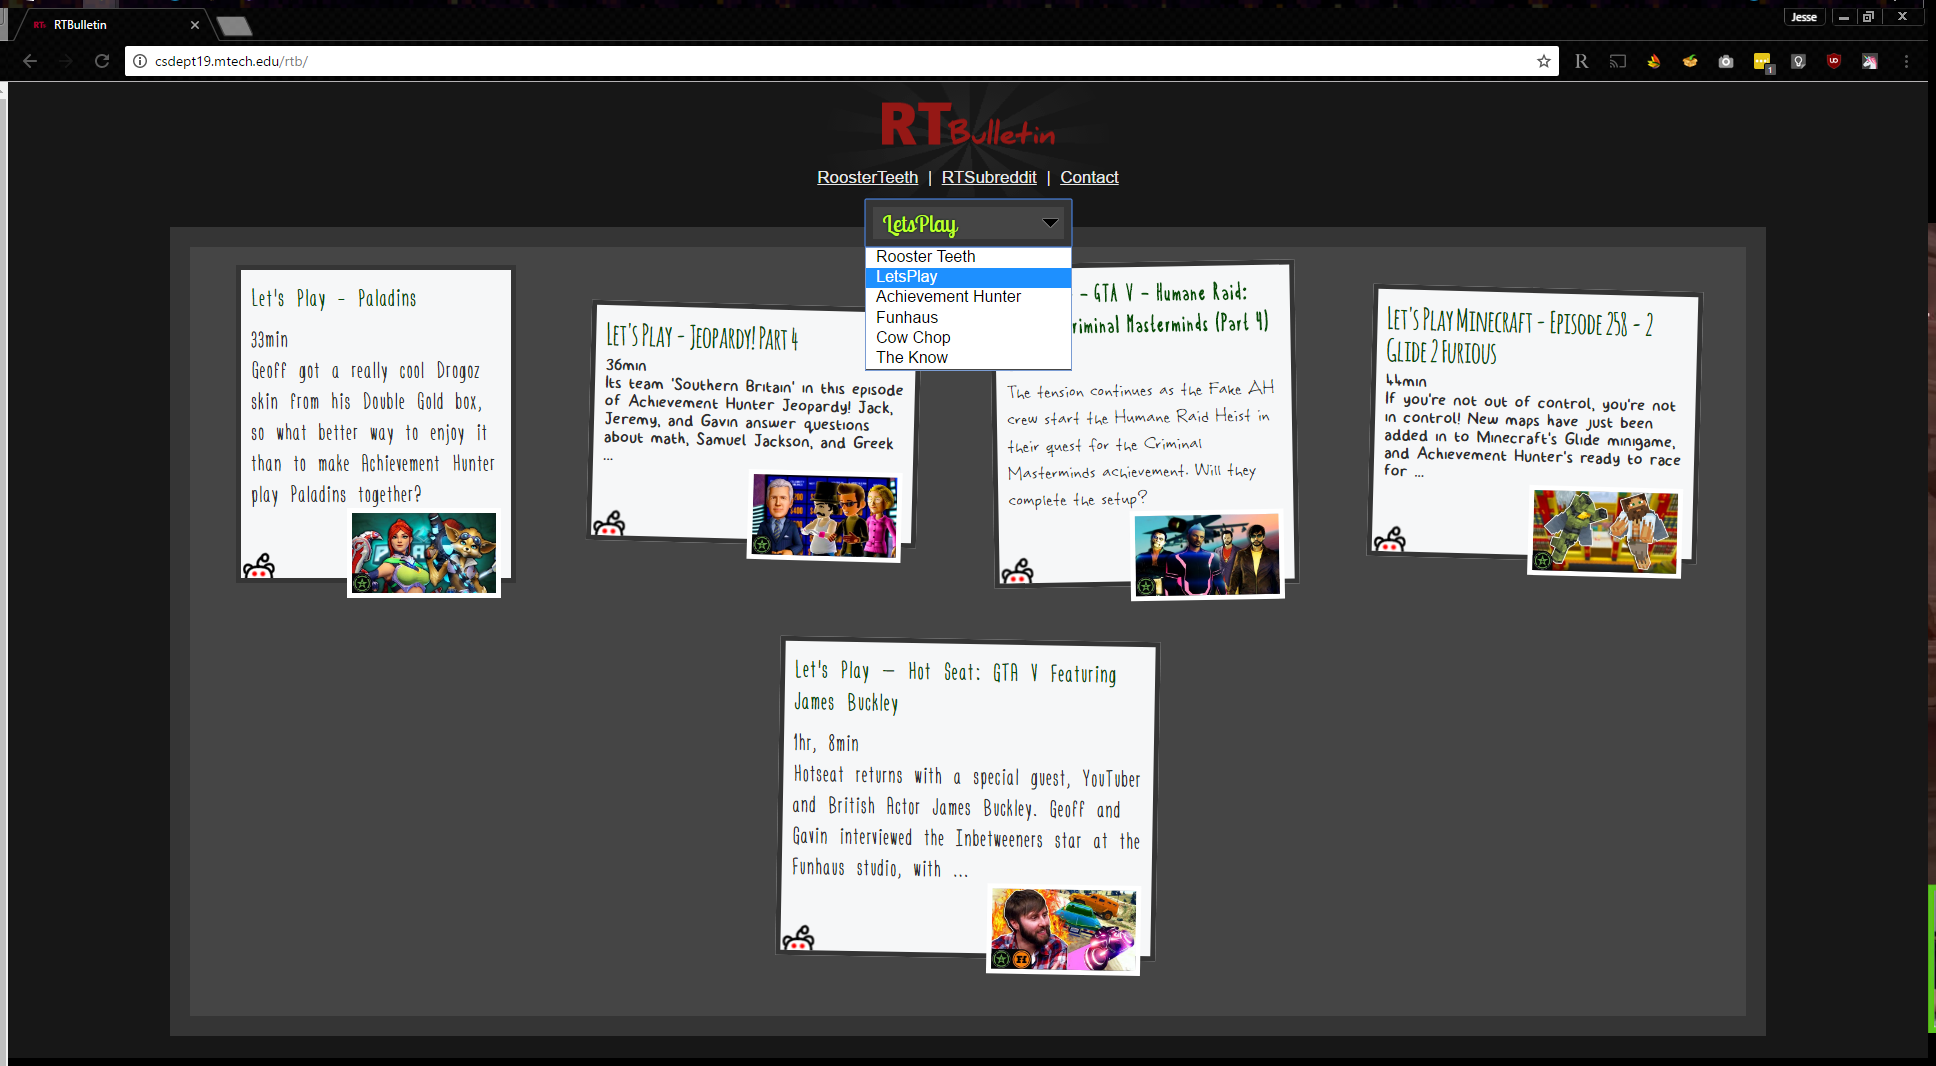 RTBulletin
Jesse
csdept19.mtech.edu/rtb/
1
RT Bulletin
RoosterTeeth | RTSubreddit | Contact
LetsPlay
Rooster Teeth
LetsPlay
Achievement Hunter
Funhaus
Cow Chop
The Know
Let's Play - Paladins
33min
Geoff got a really cool Drogoz
skin from his Double Gold box,
so what better way to enjoy it
than to make Achievement Hunter
play Paladins together?
Let's Play - Jeopardy! Part 4
36min
Its team 'Southern Britain' in this episode
of Achievement Hunter Jeopardy! Jack,
Jeremy, and Gavin answer questions
about math, Samuel Jackson, and Greek
...
- GTA V - Humane Raid:
riminal Masterminds (Part 4)
The tension continues as the Fake AH
crew start the Humane Raid Heist in
their quest for the Criminal
Masterminds achievement. Will they
complete the setup?
Let's Play Minecraft - Episode 258 - 2
Glide 2 Furious
44min
If you're not out of control, you're not
in control! New maps have just been
added in to Minecraft's Glide minigame,
and Achievement Hunter's ready to race
for ...
Let's Play – Hot Seat: GTA V Featuring
James Buckley
1hr, 8min
Hotseat returns with a special guest, YouTuber
and British Actor James Buckley. Geoff and
Gavin interviewed the Inbetweeners star at the
Funhaus studio, with ...